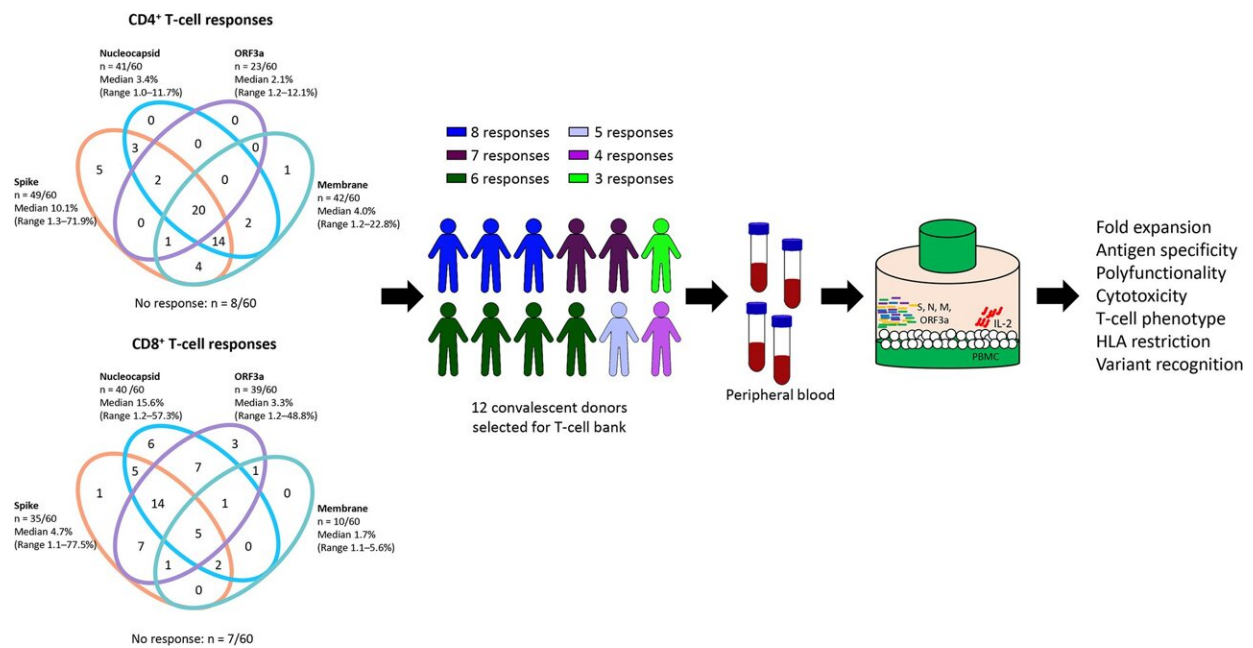 CD4⁺ T-cell responses
Nucleocapsid
n = 41/60
Median 3.4%
(Range 1.0–11.7%)
ORF3a
n = 23/60
Median 2.1%
(Range 1.2–12.1%)
0
0
3
0
0
5
1
2
0
Spike
n = 49/60
Median 10.1%
(Range 1.3–71.9%)
Membrane
n = 42/60
Median 4.0%
(Range 1.2–22.8%)
20
0
2
1
14
4
No response: n = 8/60
CD8⁺ T-cell responses
Nucleocapsid
n = 40/60
Median 15.6%
(Range 1.2–57.3%)
ORF3a
n = 39/60
Median 3.3%
(Range 1.2–48.8%)
6
3
5
7
1
1
0
14
1
Spike
n = 35/60
Median 4.7%
(Range 1.1–77.5%)
Membrane
n = 10/60
Median 1.7%
(Range 1.1–5.6%)
5
7
0
1
2
0
No response: n = 7/60
8 responses
5 responses
7 responses
4 responses
6 responses
3 responses
12 convalescent donors
selected for T-cell bank
Peripheral blood
S, N, M,
ORF3a
IL-2
PBMC
Fold expansion
Antigen specificity
Polyfunctionality
Cytotoxicity
T-cell phenotype
HLA restriction
Variant recognition